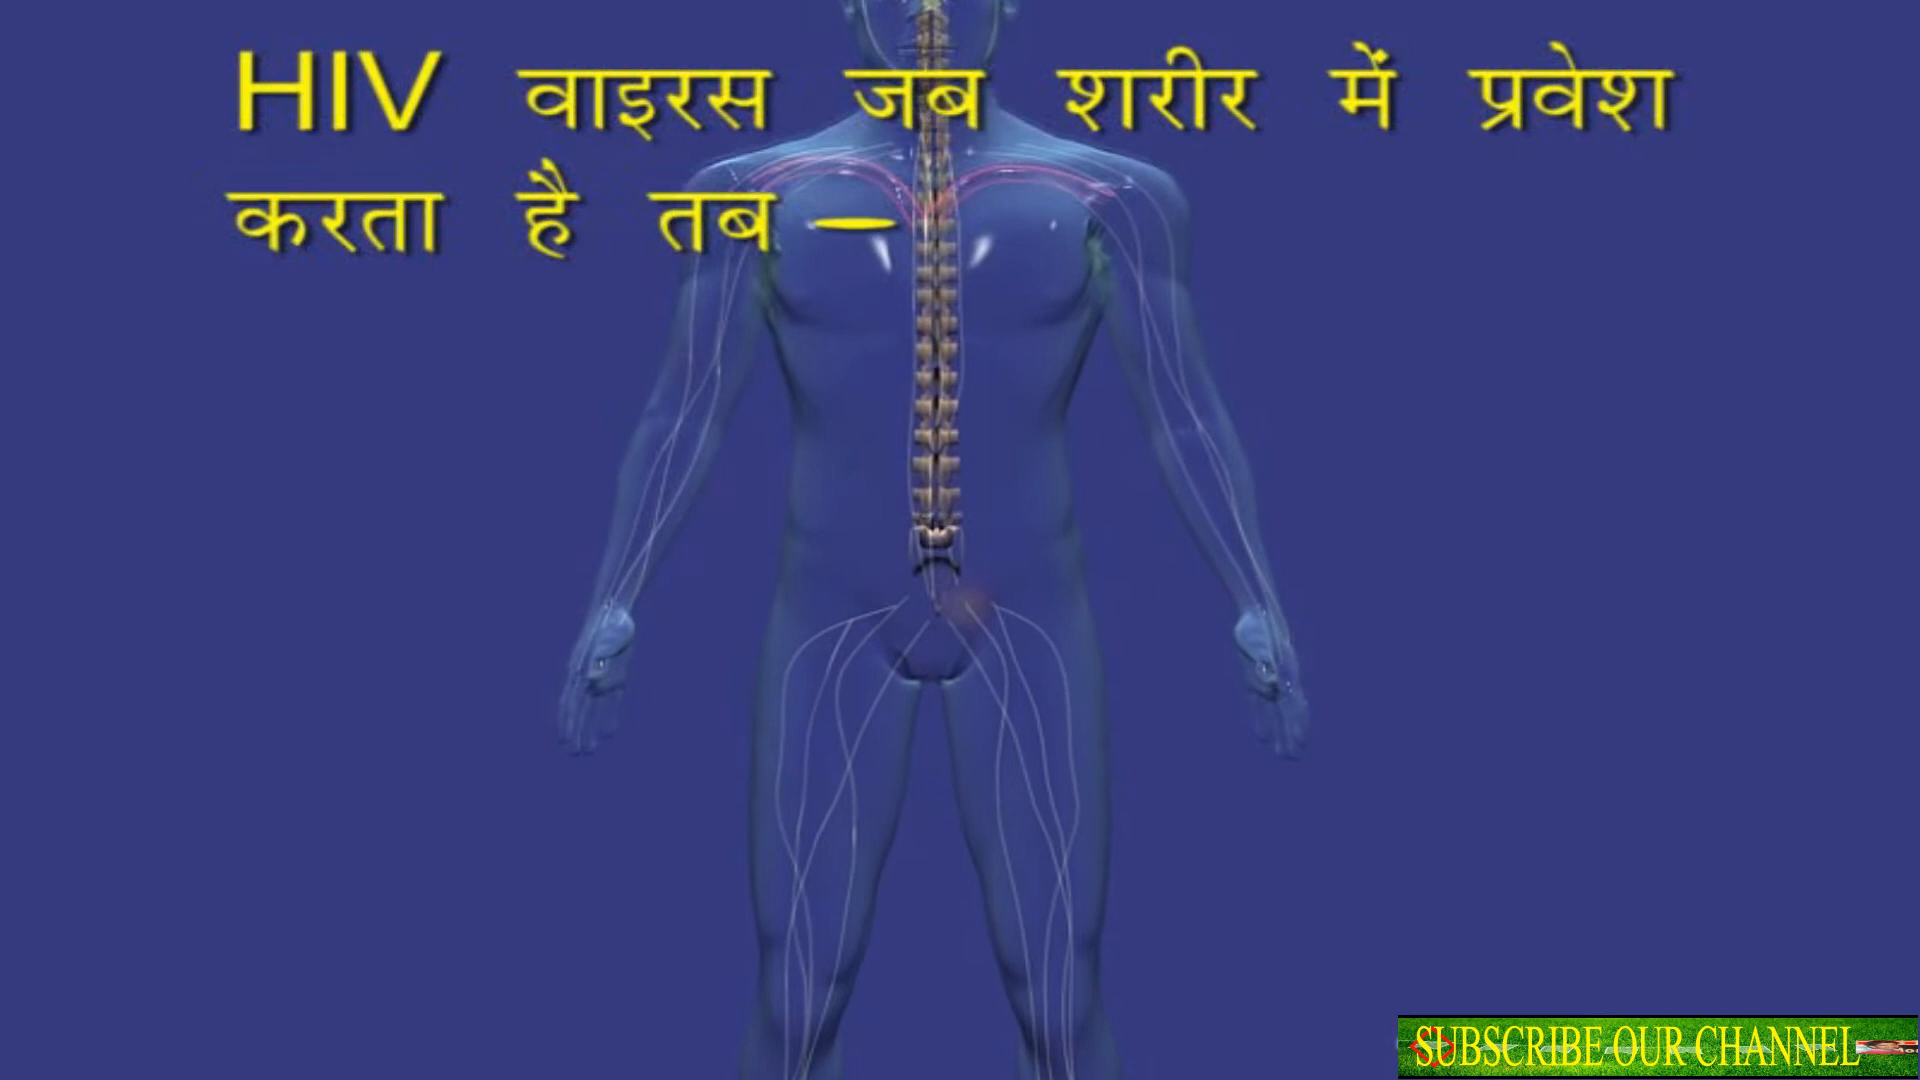 HIV वाइरस जब शरीर में प्रवेश
करता है तब –
SUBSCRIBE OUR CHANNEL